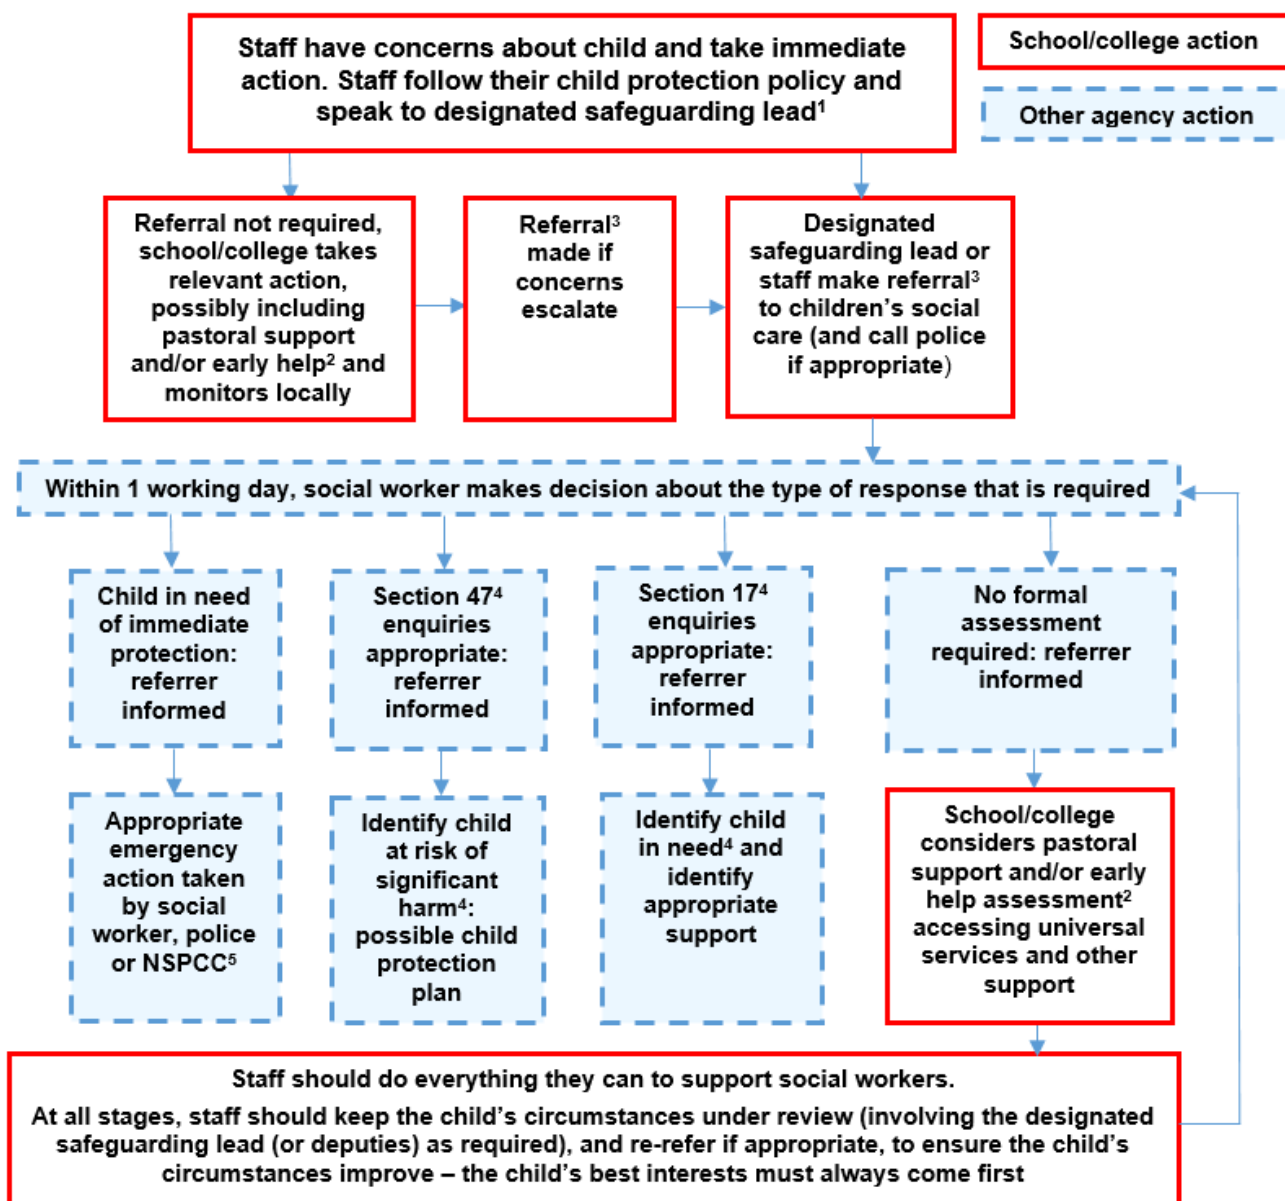 Staff have concerns about child and take immediate
action. Staff follow their child protection policy and
speak to designated safeguarding lead¹
School/college action
Other agency action
Referral not required,
school/college takes
relevant action,
possibly including
pastoral support
and/or early help² and
monitors locally
Referral³
made if
concerns
escalate
Designated
safeguarding lead or
staff make referral³
to children’s social
care (and call police
if appropriate)
Within 1 working day, social worker makes decision about the type of response that is required
Child in need
of immediate
protection:
referrer
informed
Section 47⁴
enquiries
appropriate:
referrer
informed
Section 17⁴
enquiries
appropriate:
referrer
informed
No formal
assessment
required: referrer
informed
Appropriate
emergency
action taken
by social
worker, police
or NSPCC⁵
Identify child
at risk of
significant
harm⁴:
possible child
protection
plan
Identify child
in need⁴ and
identify
appropriate
support
School/college
considers pastoral
support and/or early
help assessment²
accessing universal
services and other
support
Staff should do everything they can to support social workers.
At all stages, staff should keep the child’s circumstances under review (involving the designated
safeguarding lead (or deputies) as required), and re-refer if appropriate, to ensure the child’s
circumstances improve – the child’s best interests must always come first